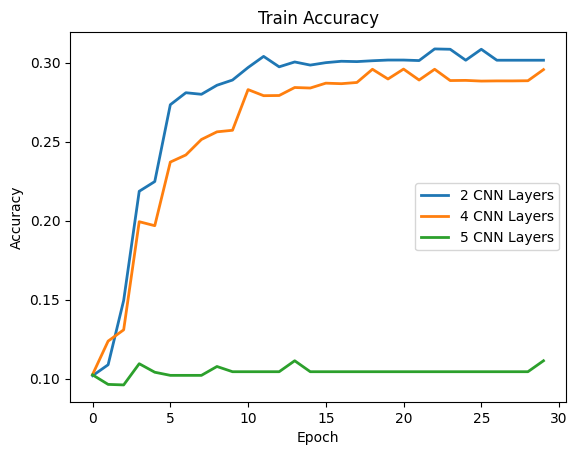 Train Accuracy
Accuracy
0.30
0.25
0.20
0.15
0.10
2 CNN Layers
4 CNN Layers
5 CNN Layers
0 5 10 15 20 25 30
Epoch